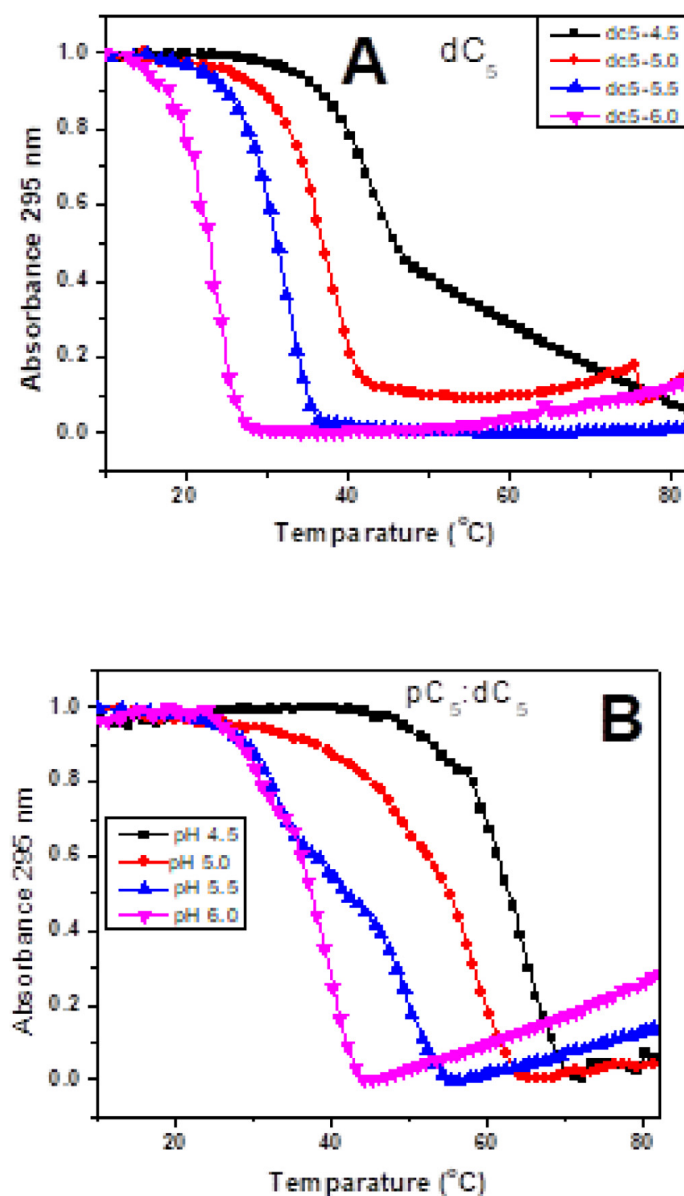 A
dC5
dc5-4.5
dc5-5.0
dc5-5.5
dc5-6.0
1.0
0.8
0.6
0.4
0.2
0.0
Absorbance 295 nm
20
40
60
80
Temparature (°C)
pC5:dC5
B
1.0
0.8
0.6
0.4
0.2
0.0
Absorbance 295 nm
pH 4.5
pH 5.0
pH 5.5
pH 6.0
20
40
60
80
Temparature (°C)